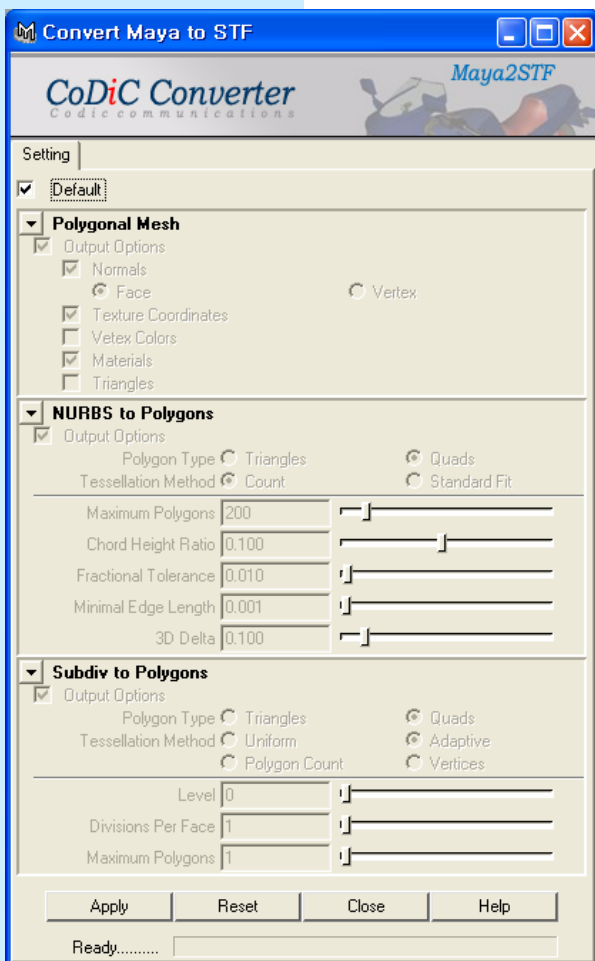 Convert Maya to STF
Maya2STF
CoDiC Converter
Codic communications
Setting
Default
Polygonal Mesh
Output Options
Normals
Face Vertex
Texture Coordinates
Vetex Colors
Materials
Triangles
NURBS to Polygons
Output Options
Polygon Type Triangles Quads
Tessellation Method Count Standard Fit
Maximum Polygons 200
Chord Height Ratio 0.100
Fractional Tolerance 0.010
Minimal Edge Length 0.001
3D Delta 0.100
Subdiv to Polygons
Output Options
Polygon Type Triangles Quads
Tessellation Method Uniform Adaptive
Polygon Count Vertices
Level 0
Divisions Per Face 1
Maximum Polygons 1
Apply Reset Close Help
Ready..........